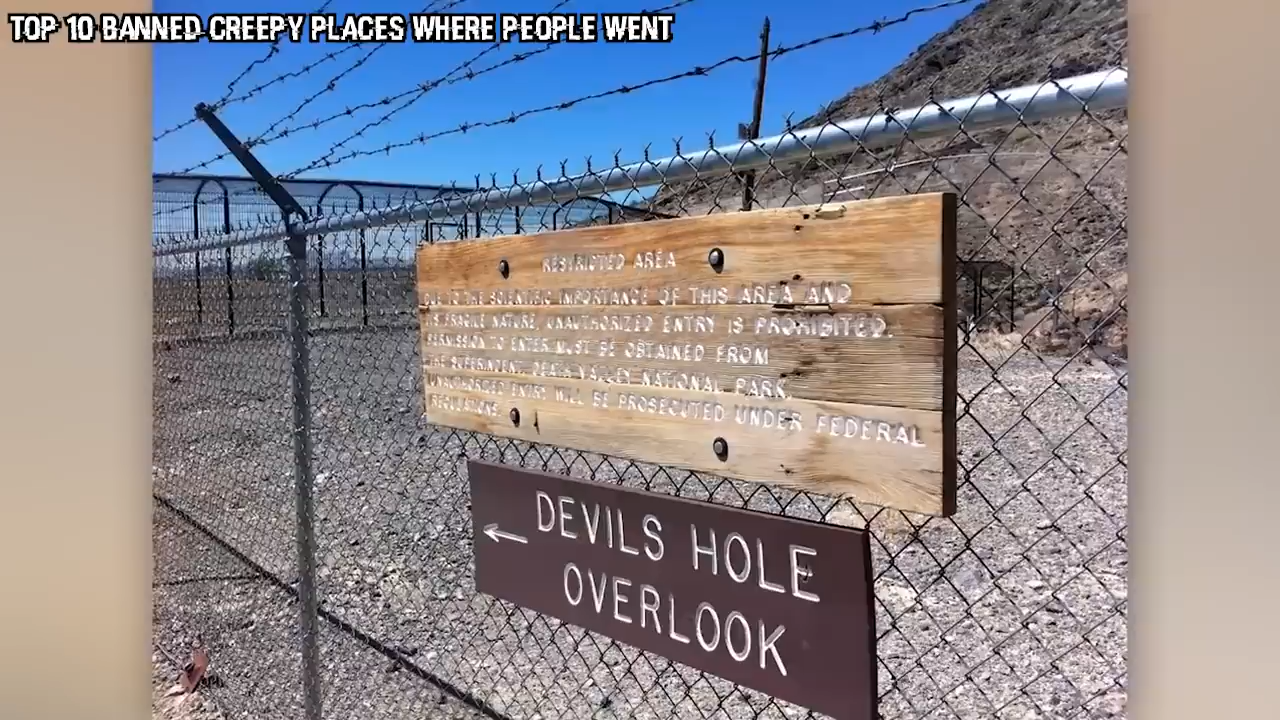 TOP 10 BANNED CREEPY PLACES WHERE PEOPLE WENT
RESTRICTED AREA
DUE TO THE SCIENTIFIC IMPORTANCE OF THIS AREA AND
ITS FRAGILE NATURE, UNAUTHORIZED ENTRY IS PROHIBITED.
PERMISSION TO ENTER MUST BE OBTAINED FROM
THE SUPERINDENT, DEATH VALLEY NATIONAL PARK.
UNAUTHORIZED ENTRY WILL BE PROSECUTED UNDER FEDERAL
REGULATIONS.
DEVILS HOLE
OVERLOOK